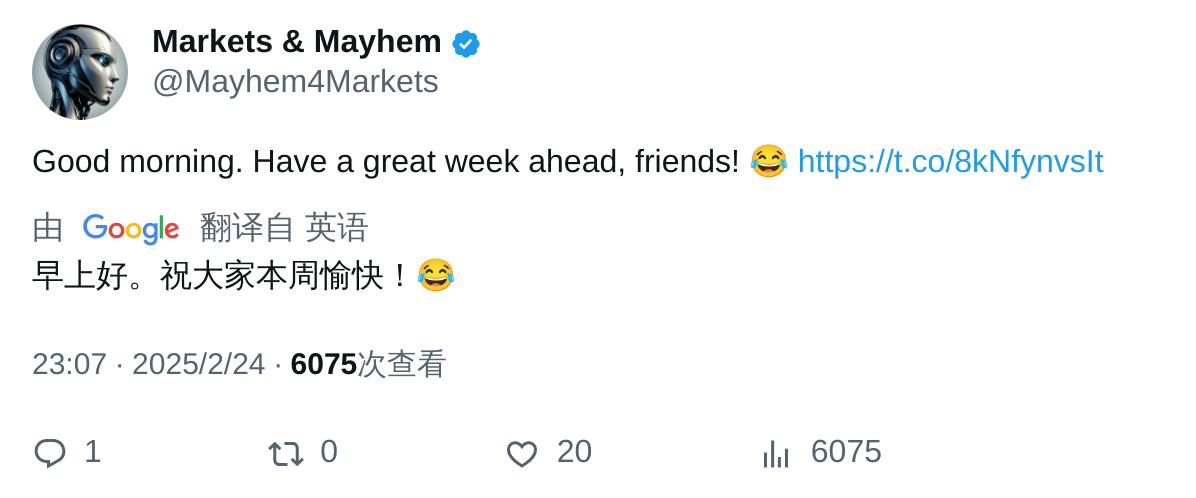 Markets & Mayhem
@Mayhem4Markets
Good morning. Have a great week ahead, friends! 😂 https://t.co/8kNfynvsIt
由 Google 翻译自 英语
早上好。祝大家本周愉快！😂
23:07 · 2025/2/24 · 6075次查看
1 0 20 6075